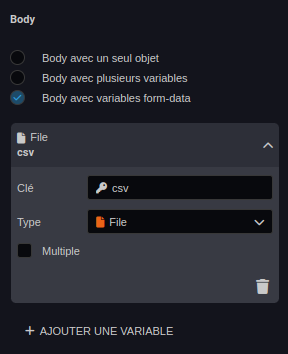 Body
Body avec un seul objet
Body avec plusieurs variables
Body avec variables form-data
File
csv
Clé csv
Type File
Multiple
+ AJOUTER UNE VARIABLE